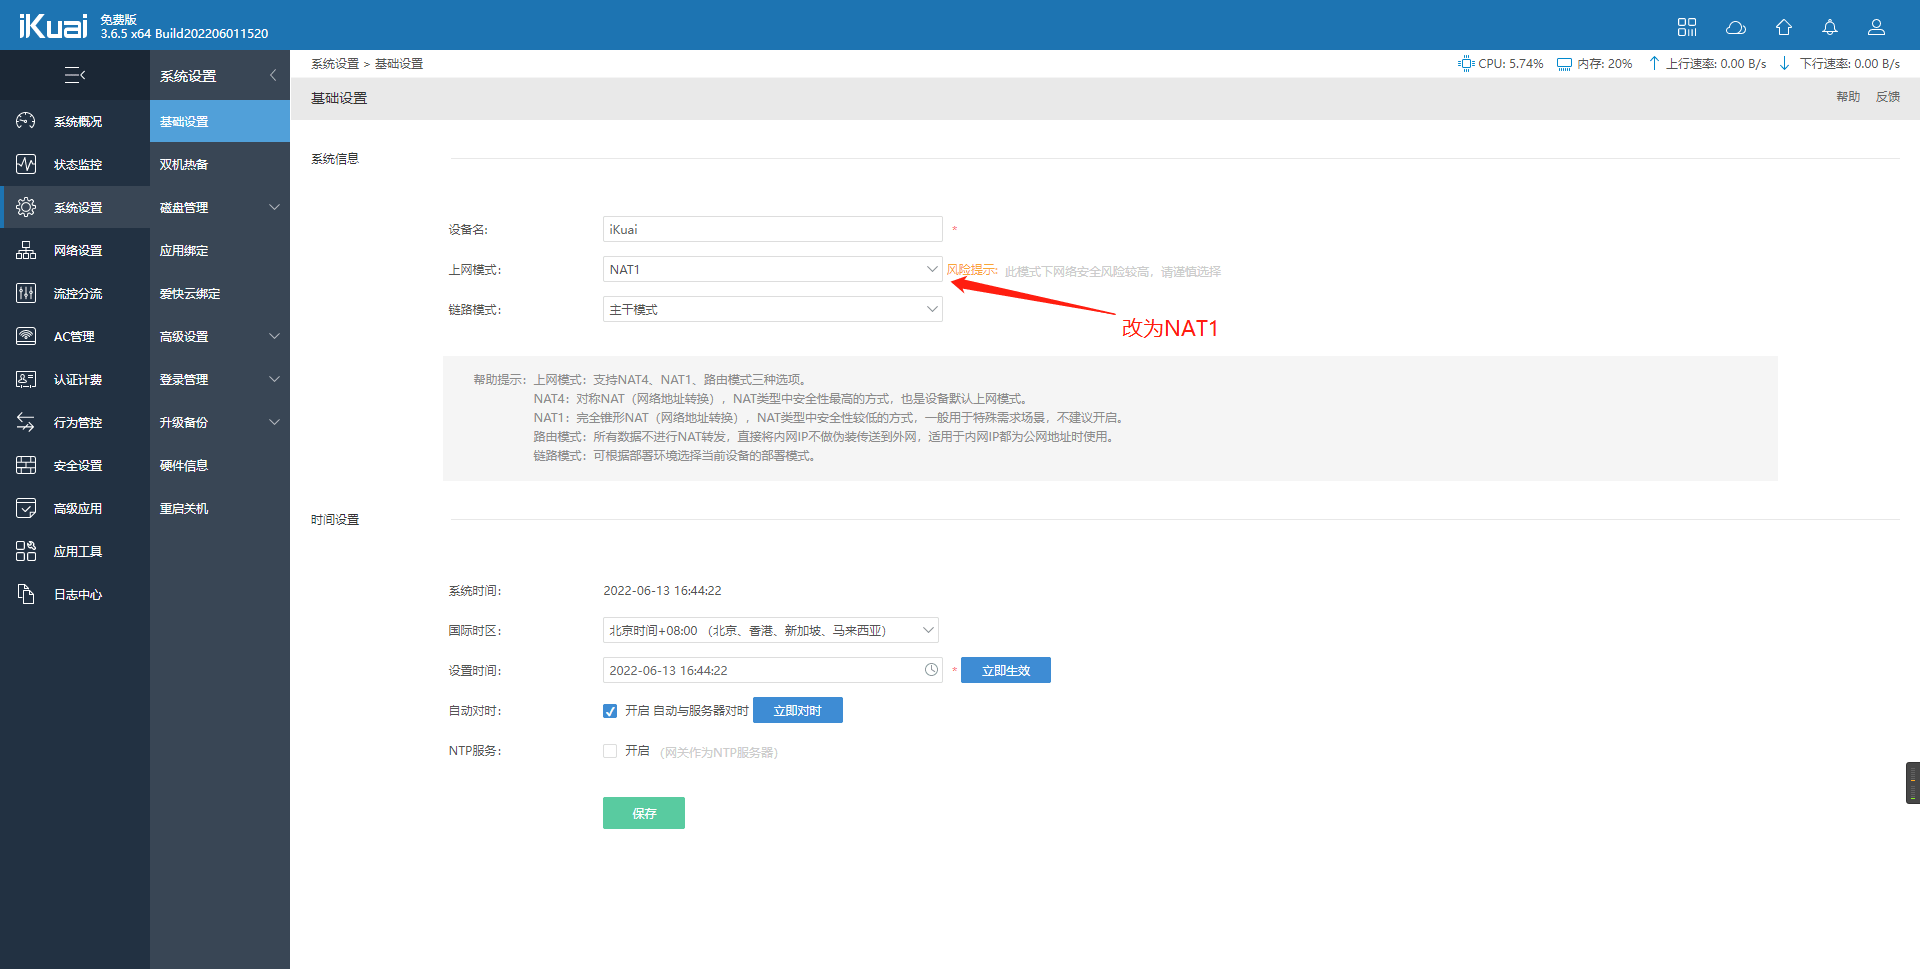 iKuai 免费版
3.6.5 x64 Build202206011520
系统设置
系统设置 > 基础设置
CPU: 5.74% 内存: 20% 上行速率: 0.00 B/s 下行速率: 0.00 B/s
基础设置
帮助 反馈
系统概况
状态监控
系统设置
网络设置
流控分流
AC管理
认证计费
行为管控
安全设置
高级应用
应用工具
日志中心
基础设置
双机热备
磁盘管理
应用绑定
爱快云绑定
高级设置
登录管理
升级备份
硬件信息
重启关机
系统信息
设备名: iKuai *
上网模式: NAT1 风险提示: 此模式下网络安全风险较高，请谨慎选择
链路模式: 主干模式
改为NAT1
帮助提示：上网模式：支持NAT4、NAT1、路由模式三种选项。
NAT4：对称NAT（网络地址转换），NAT类型中安全性最高的方式，也是设备默认上网模式。
NAT1：完全锥形NAT（网络地址转换），NAT类型中安全性较低的方式，一般用于特殊需求场景，不建议开启。
路由模式：所有数据不进行NAT转发，直接将内网IP不做伪装传送到外网，适用于内网IP都为公网地址时使用。
链路模式：可根据部署环境选择当前设备的部署模式。
时间设置
系统时间: 2022-06-13 16:44:22
国际时区: 北京时间+08:00 （北京、香港、新加坡、马来西亚）
设置时间: 2022-06-13 16:44:22 * 立即生效
自动对时: 开启 自动与服务器对时 立即对时
NTP服务: 开启 (网关作为NTP服务器)
保存